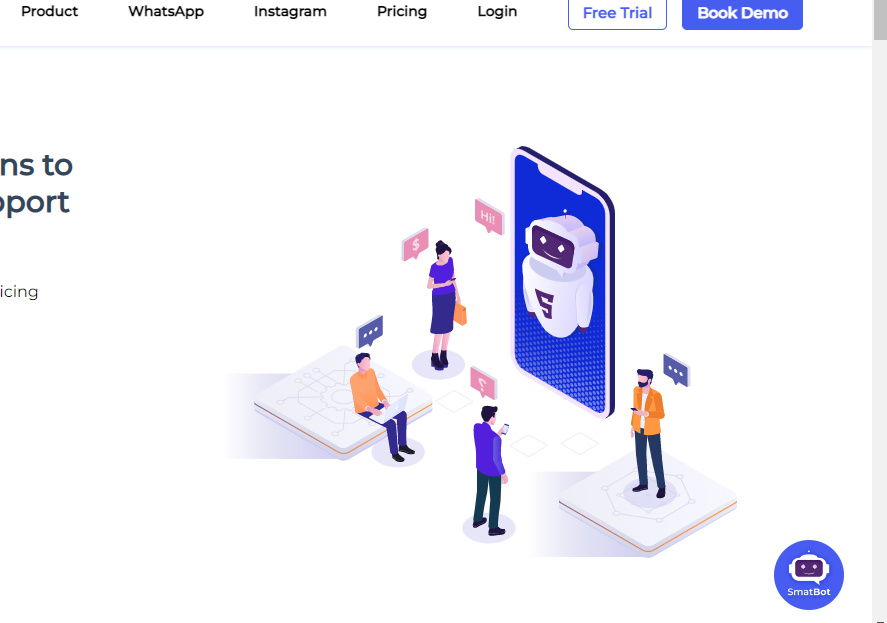 Product WhatsApp Instagram Pricing Login Free Trial Book Demo
ns to
pport
icing
Hi!
$
?
SmatBot